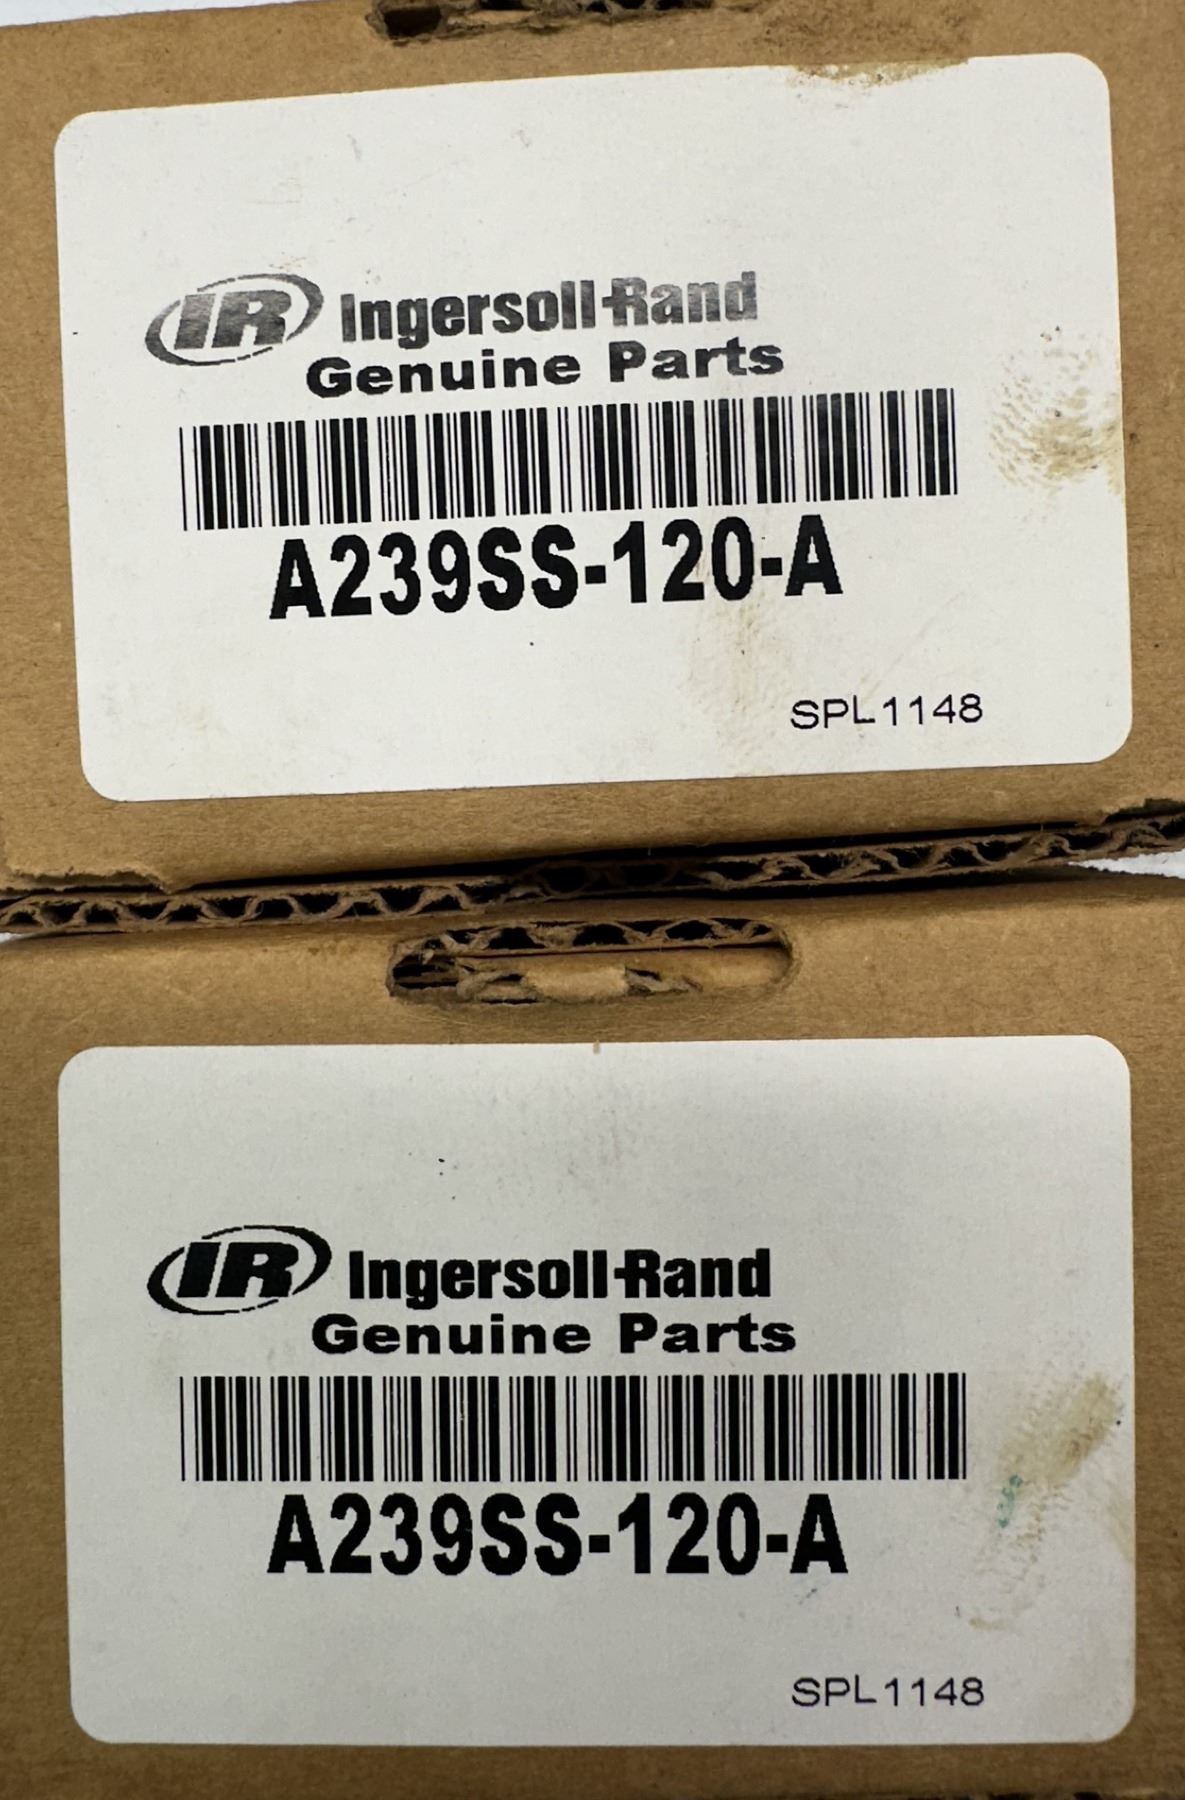 IR Ingersoll-Rand
Genuine Parts
A239SS-120-A
SPL1148
IR Ingersoll-Rand
Genuine Parts
A239SS-120-A
SPL1148